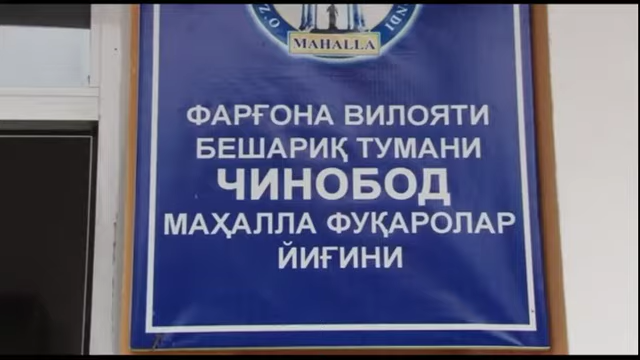 MAHALLA
ФАРҒОНА ВИЛОЯТИ
БЕШАРИҚ ТУМАНИ
ЧИНОБОД
МАҲАЛЛА ФУҚАРОЛАР
ЙИҒИНИ